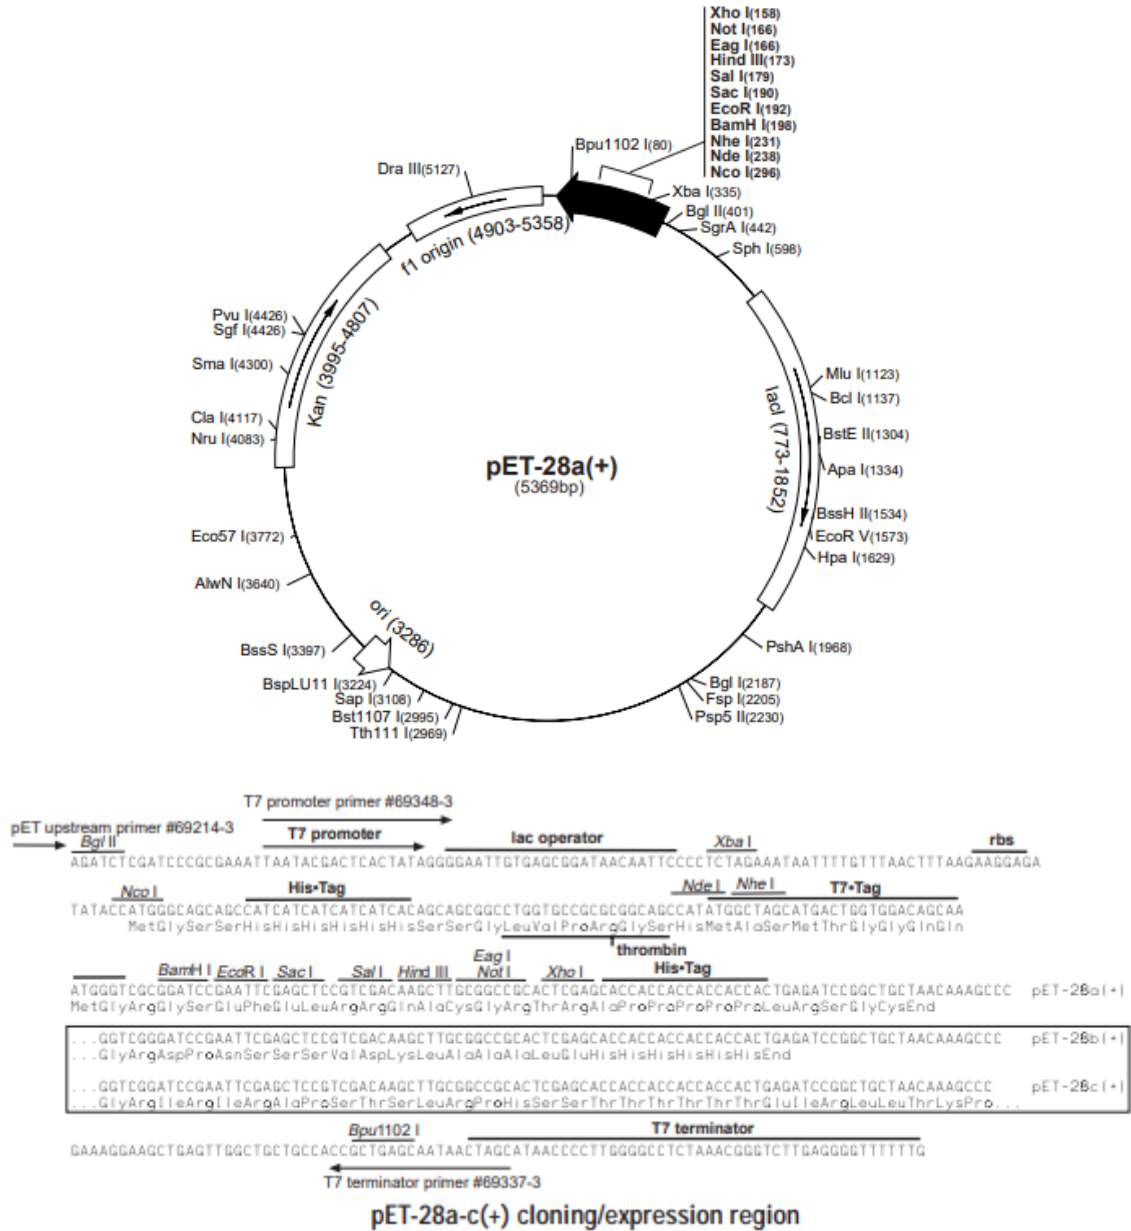 Xho I(158)
Not I(166)
Eag I(166)
Hind III(173)
Sal I(179)
Sac I(190)
EcoR I(192)
BamH I(198)
Nhe I(231)
Nde I(238)
Nco I(296)
Bpu1102 I(80)
Dra III(5127)
Xba I(335)
Bgl II(401)
SgrA I(442)
Sph I(598)
f1 origin (4903-5358)
Pvu I(4426)
Sgf I(4426)
Sma I(4300)
Kan (3995-4807)
Cla I(4117)
Nru I(4083)
lacI (773-1852)
Mlu I(1123)
Bcl I(1137)
BstE II(1304)
Apa I(1334)
BssH II(1534)
EcoR V(1573)
Hpa I(1629)
pET-28a(+)
(5369bp)
Eco57 I(3772)
AlwN I(3640)
ori (3286)
BssS I(3397)
BspLU11 I(3224)
Sap I(3108)
Bst1107 I(2995)
Tth111 I(2969)
PshA I(1968)
Bgl I(2187)
Fsp I(2205)
Psp5 II(2230)
T7 promoter primer #69348-3
pET upstream primer #69214-3
Bgl II T7 promoter lac operator Xba I rbs
AGATCTCGATCCCGCGAAATTAATACGACTCACTATAGGGGAATTGTGAGCGGATAACAATTCCCCTCTAGAAATAATTTTGTTTAACTTTAAGAAGGAGA
Nco I His•Tag Nde I Nhe I T7•Tag
TATACCATGGGCAGCAGCCATCATCATCATCATCACAGCAGCGGCCTGGTGCCGCGCGGCAGCCATATGGCTAGCATGACTGGTGGACAGCAA
MetGlySerSerHisHisHisHisHisHisSerSerGlyLeuValProArgGlySerHisMetAlaSerMetThrGlyGlyGlnGln
thrombin
BamH I EcoR I Sac I Sal I Hind III Eag I Not I Xho I His•Tag
ATGGGTCGCGGATCCGAATTCGAGCTCCGTCGACAAGCTTGCGGCCGCACTCGAGCACCACCACCACCACCACTGAGATCCGGCTGCTAACAAAGCCC pET-28a(+)
MetGlyArgGlySerGluPheGluLeuArgArgGlnAlaCysGlyArgThrArgAlaProProProProProProLeuArgSerGlyCysEnd
...GGTCGGGATCCGAATTCGAGCTCCGTCGACAAGCTTGCGGCCGCACTCGAGCACCACCACCACCACCACTGAGATCCGGCTGCTAACAAAGCCC pET-28b(+)
...GlyArgAspProAsnSerSerSerValAspLysLeuAlaAlaAlaLeuGluHisHisHisHisHisHisEnd
...GGTCGGATCCGAATTCGAGCTCCGTCGACAAGCTTGCGGCCGCACTCGAGCACCACCACCACCACCACTGAGATCCGGCTGCTAACAAAGCCC pET-28c(+)
...GlyArgIleArgIleArgAlaProSerThrSerLeuArgProHisSerSerThrThrThrThrThrThrGluIleArgLeuLeuThrLysPro...
Bpu1102 I T7 terminator
GAAAGGAAGCTGAGTTGGCTGCTGCCACCGCTGAGCAATAACTAGCATAACCCCTTGGGGCCTCTAAACGGGTCTTGAGGGGTTTTTTG
T7 terminator primer #69337-3
pET-28a-c(+) cloning/expression region